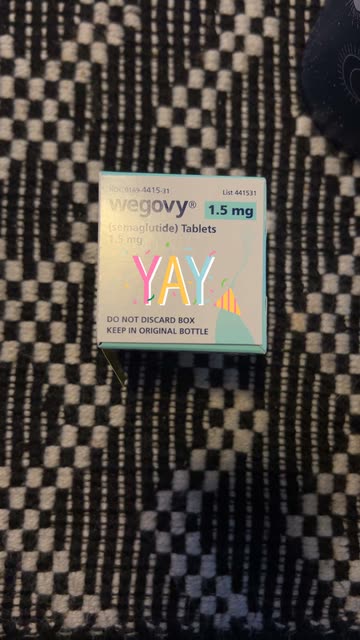 NDC 0169-4415-31
List 441531
wegovy®
1.5 mg
(semaglutide) Tablets
1.5 mg
YAY
DO NOT DISCARD BOX
KEEP IN ORIGINAL BOTTLE